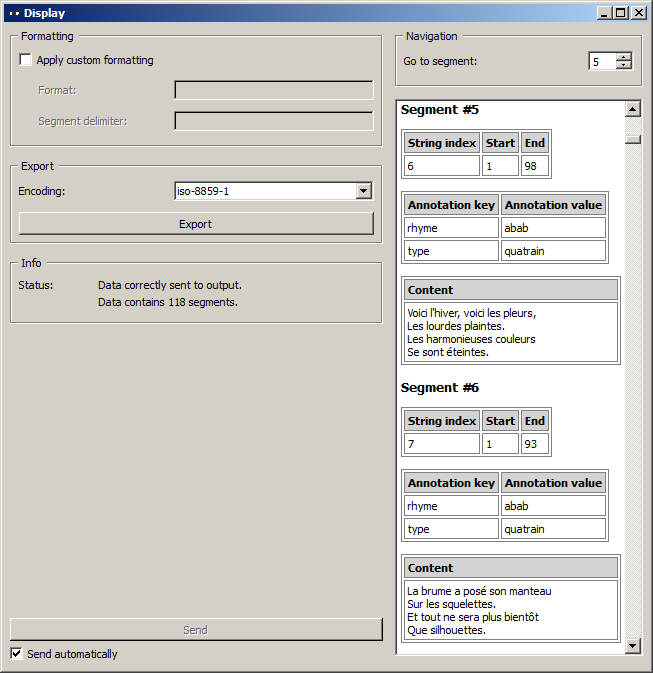 Display
Formatting
Apply custom formatting
Format:
Segment delimiter:
Export
Encoding: iso-8859-1
Export
Info
Status: Data correctly sent to output.
Data contains 118 segments.
Send
Send automatically
Navigation
Go to segment: 5
Segment #5
String index Start End
6 1 98
Annotation key Annotation value
rhyme abab
type quatrain
Content
Voici l'hiver, voici les pleurs,
Les lourdes plaintes.
Les harmonieuses couleurs
Se sont éteintes.
Segment #6
String index Start End
7 1 93
Annotation key Annotation value
rhyme abab
type quatrain
Content
La brume a posé son manteau
Sur les squelettes.
Et tout ne sera plus bientôt
Que silhouettes.